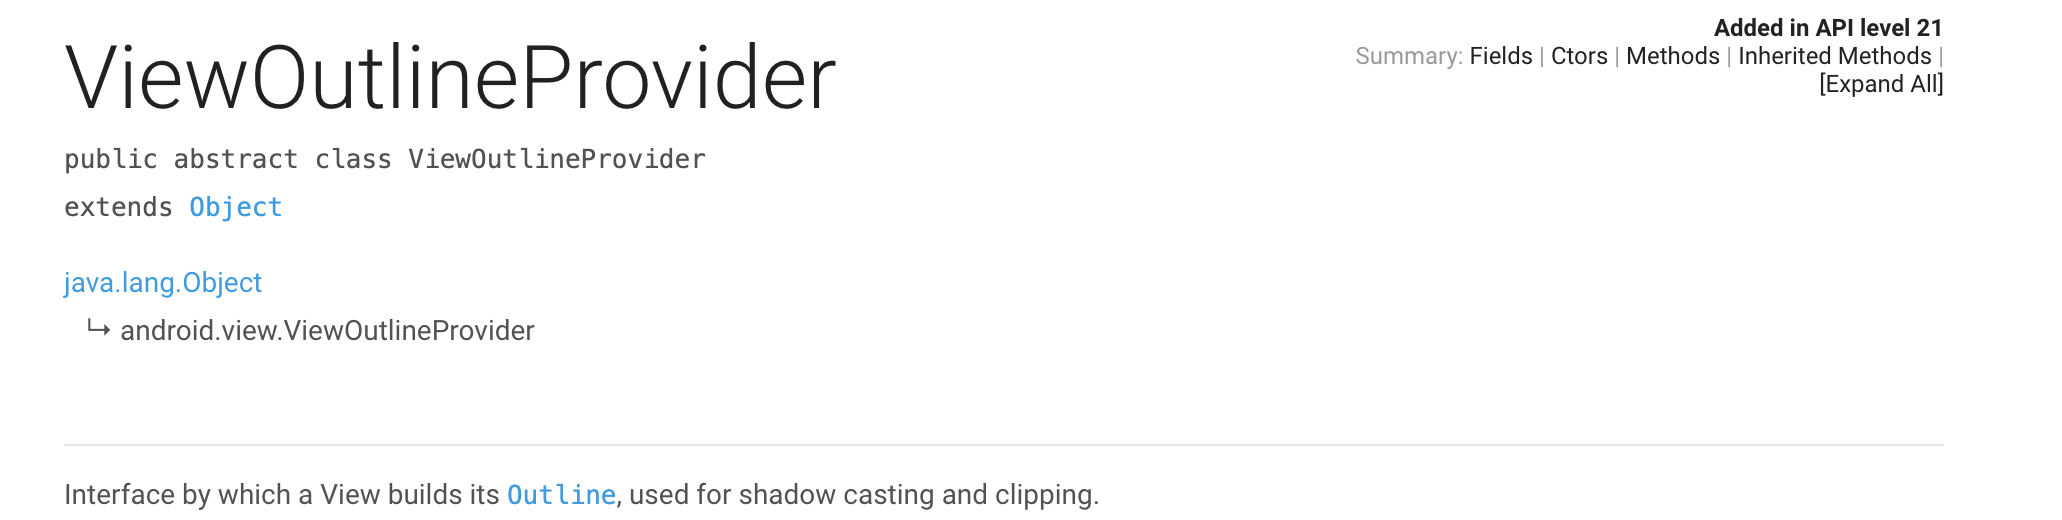 ViewOutlineProvider
Added in API level 21
Summary: Fields | Ctors | Methods | Inherited Methods |
[Expand All]
public abstract class ViewOutlineProvider
extends Object
java.lang.Object
↳ android.view.ViewOutlineProvider
Interface by which a View builds its Outline, used for shadow casting and clipping.